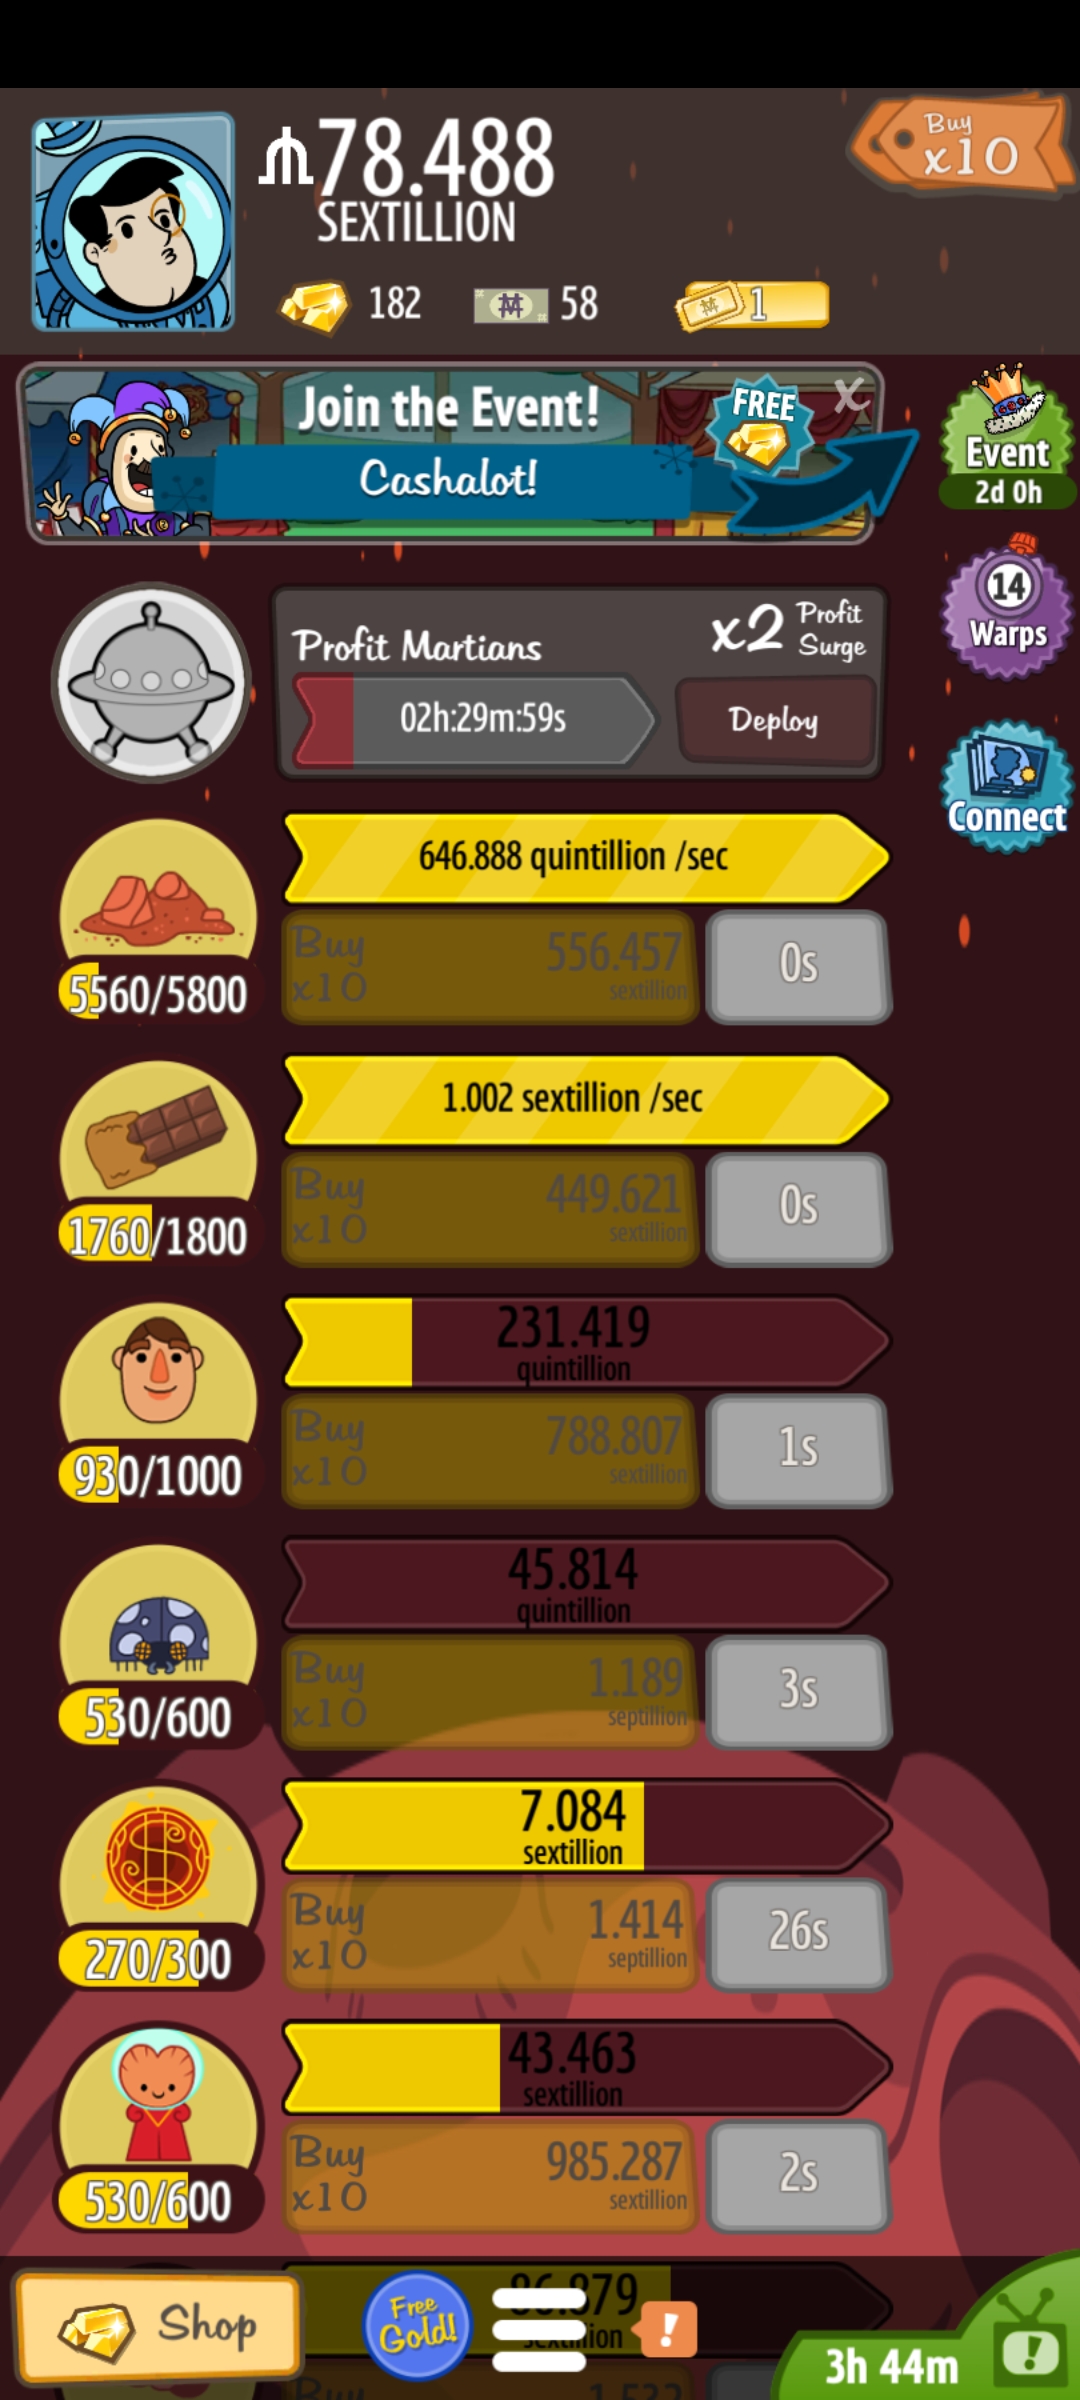 78.488
SEXTILLION
Buy
x10
182
58
1
Join the Event!
FREE
X
Cashalot!
Event
2d 0h
14
Warps
Connect
Profit Martians
x2 Profit
Surge
02h:29m:59s
Deploy
646.888 quintillion /sec
5560/5800
Buy
x10
556.457
sextillion
0s
1.002 sextillion /sec
1760/1800
Buy
x10
449.621
sextillion
0s
231.419
quintillion
930/1000
Buy
x10
788.807
sextillion
1s
45.814
quintillion
530/600
Buy
x10
1.189
septillion
3s
7.084
sextillion
270/300
Buy
x10
1.414
septillion
26s
43.463
sextillion
530/600
Buy
x10
985.287
sextillion
2s
Shop
Free
Gold!
!
3h 44m
!